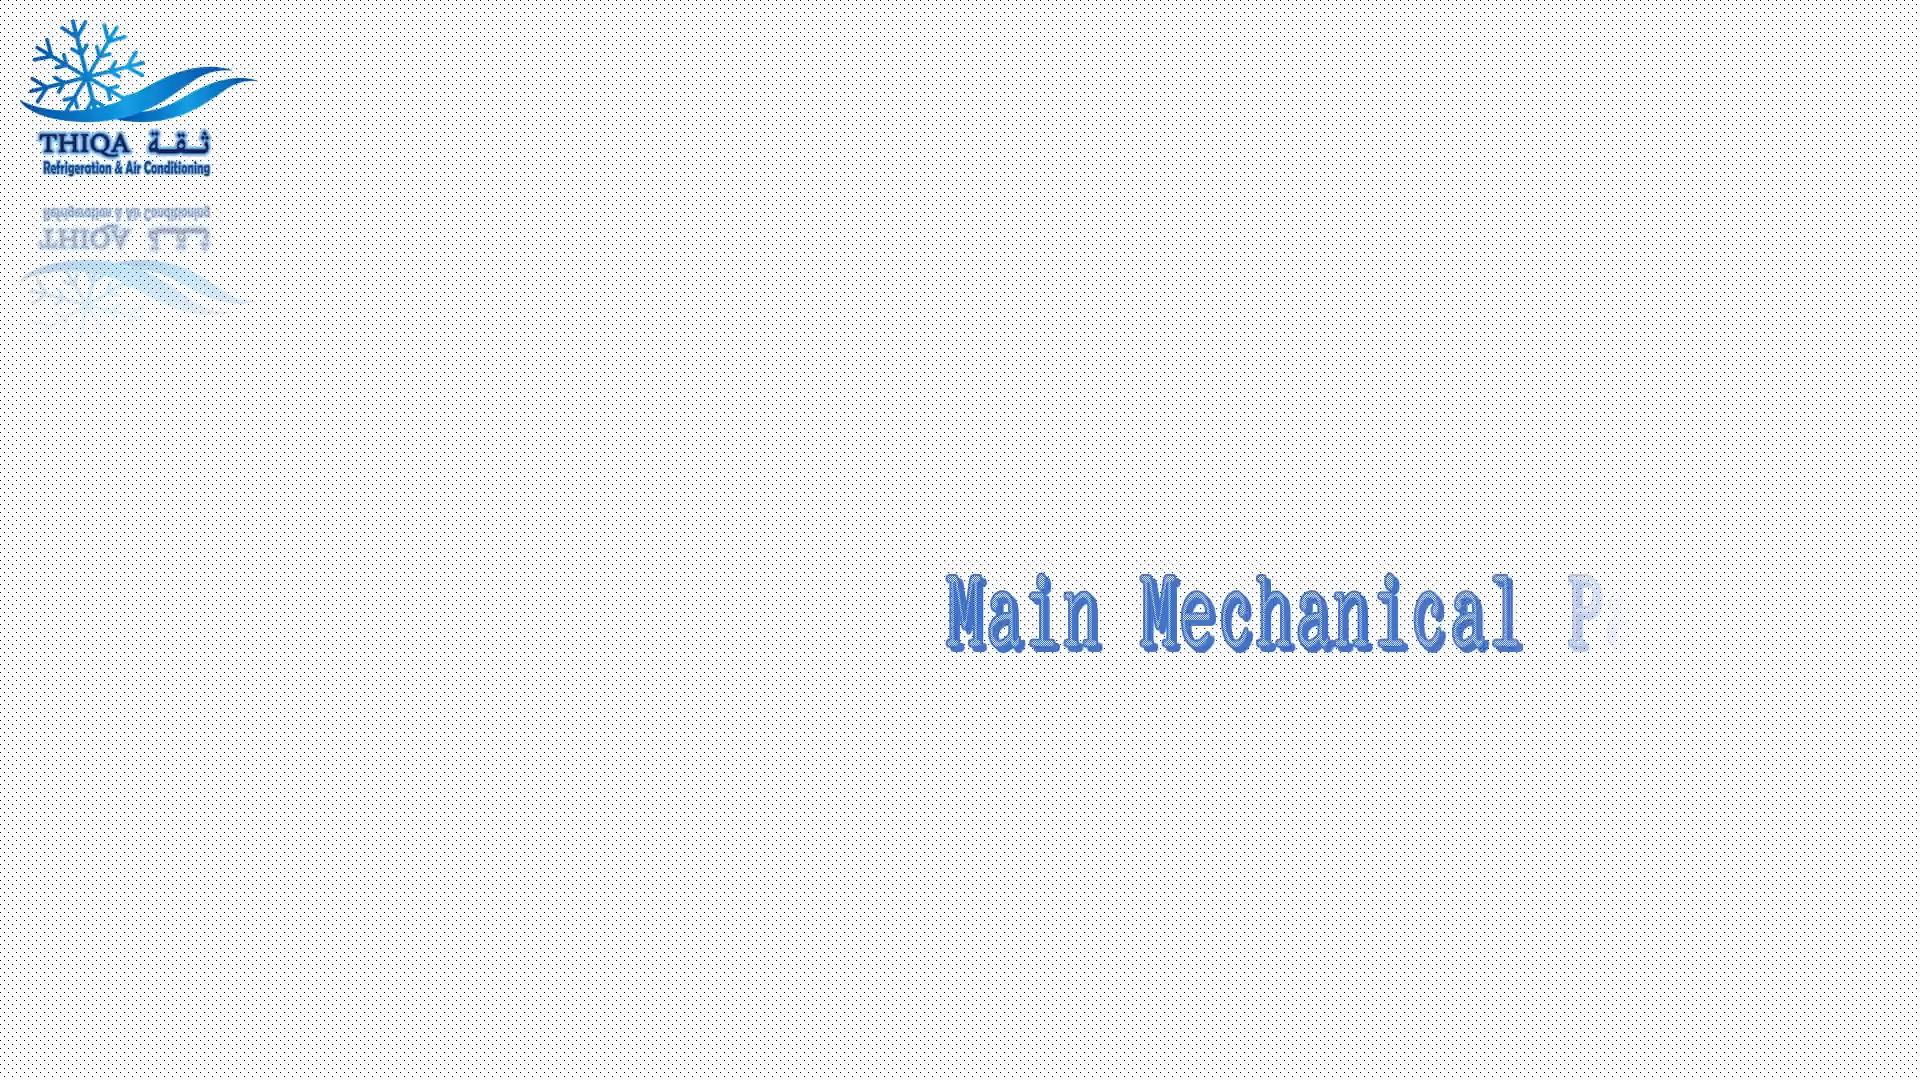 THIQA ثقة
Refrigeration & Air Conditioning
Main Mechanical